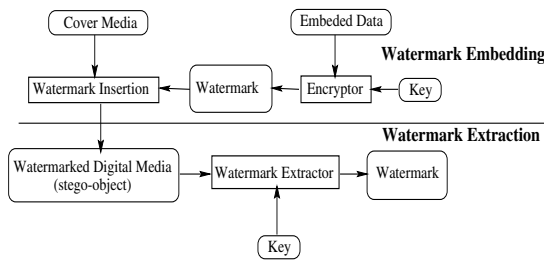 Cover Media
Embeded Data
Watermark Embedding
Watermark Insertion
Watermark
Encryptor
Key
Watermark Extraction
Watermarked Digital Media
(stego-object)
Watermark Extractor
Watermark
Key